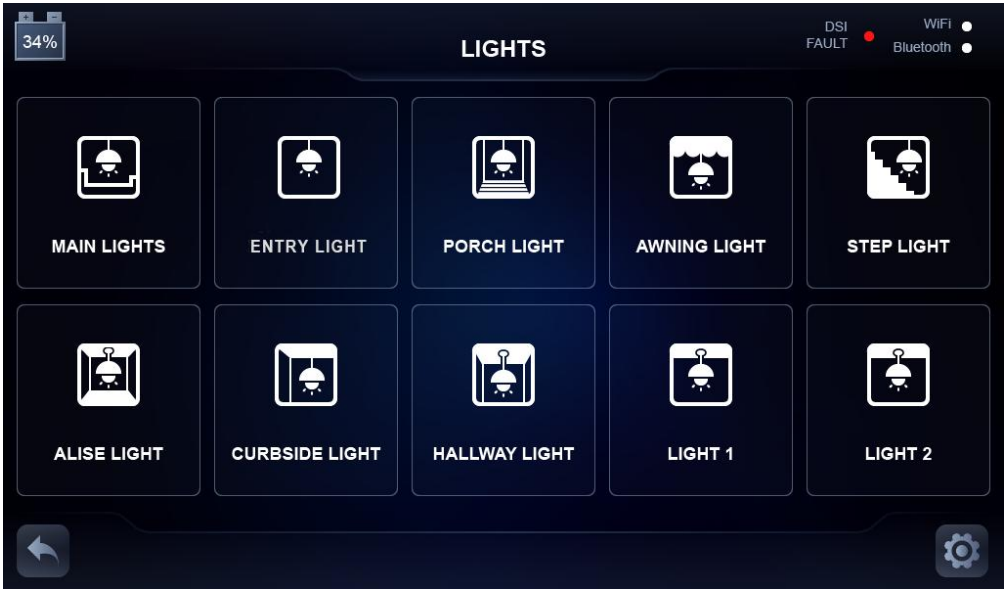 34%
LIGHTS
DSI
FAULT
WiFi
Bluetooth
MAIN LIGHTS
ENTRY LIGHT
PORCH LIGHT
AWNING LIGHT
STEP LIGHT
ALISE LIGHT
CURBSIDE LIGHT
HALLWAY LIGHT
LIGHT 1
LIGHT 2